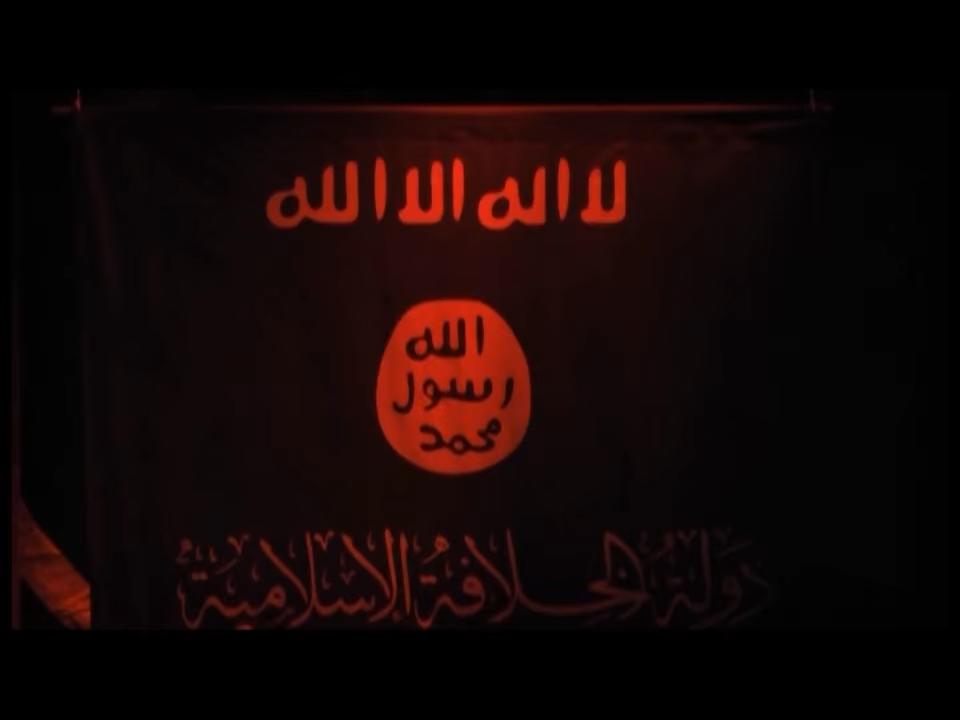 لا اله الا الله
الله
رسول
محمد
دولة الخلافة الإسلامية